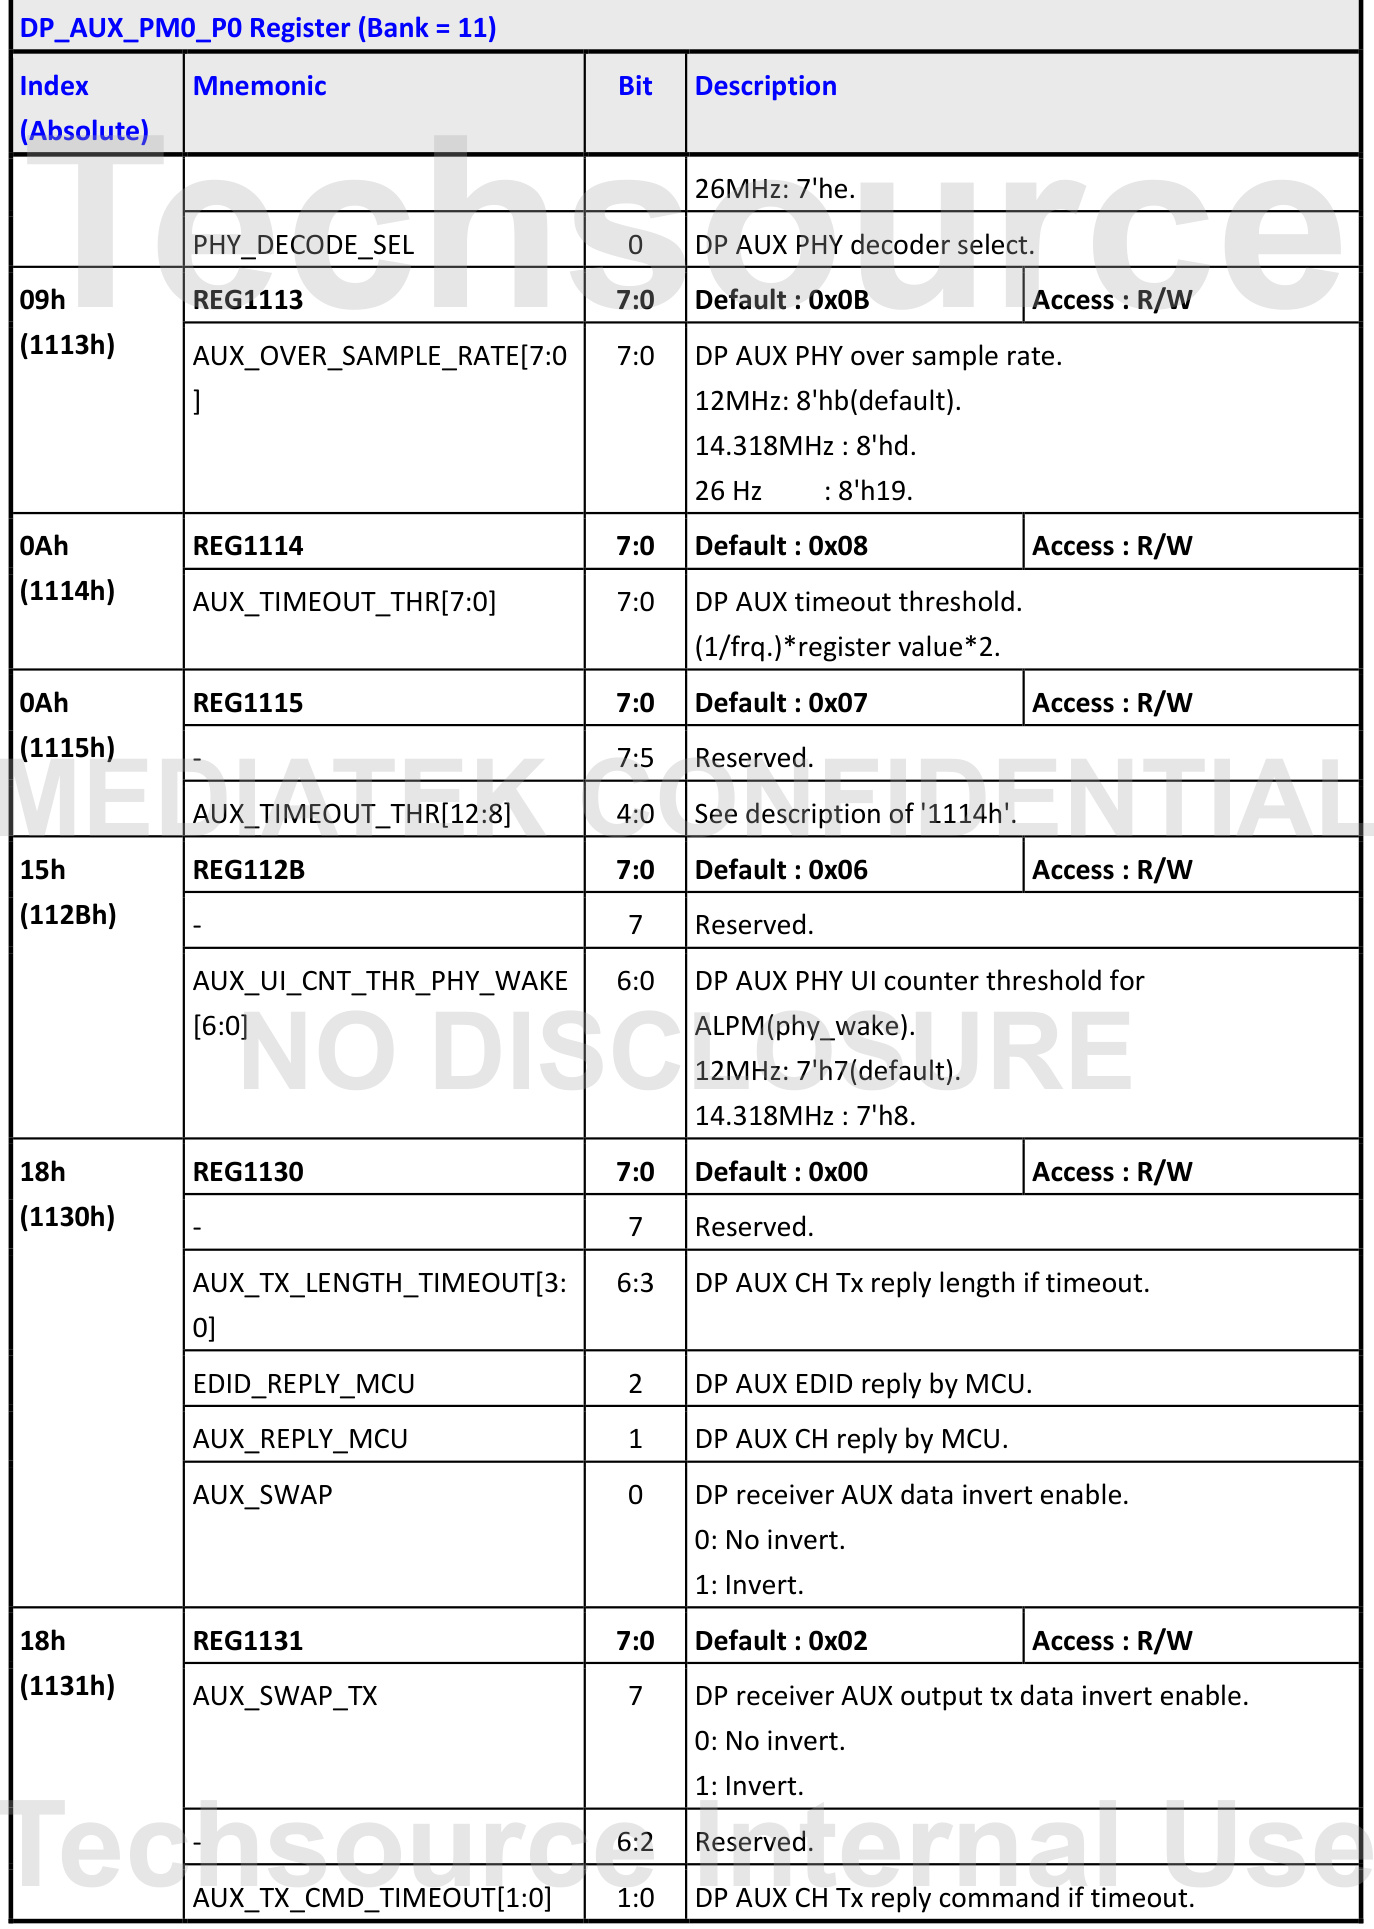 DP_AUX_PM0_P0 Register (Bank = 11)
Index (Absolute) Mnemonic Bit Description
26MHz: 7'he.
PHY_DECODE_SEL 0 DP AUX PHY decoder select.
09h REG1113 7:0 Default : 0x0B Access : R/W
(1113h) AUX_OVER_SAMPLE_RATE[7:0 7:0 DP AUX PHY over sample rate.
] 12MHz: 8'hb(default).
14.318MHz : 8'hd.
26 Hz : 8'h19.
0Ah REG1114 7:0 Default : 0x08 Access : R/W
(1114h) AUX_TIMEOUT_THR[7:0] 7:0 DP AUX timeout threshold.
(1/frq.)*register value*2.
0Ah REG1115 7:0 Default : 0x07 Access : R/W
(1115h) - 7:5 Reserved.
AUX_TIMEOUT_THR[12:8] 4:0 See description of '1114h'.
15h REG112B 7:0 Default : 0x06 Access : R/W
(112Bh) - 7 Reserved.
AUX_UI_CNT_THR_PHY_WAKE 6:0 DP AUX PHY UI counter threshold for
[6:0] ALPM(phy_wake).
12MHz: 7'h7(default).
14.318MHz : 7'h8.
18h REG1130 7:0 Default : 0x00 Access : R/W
(1130h) - 7 Reserved.
AUX_TX_LENGTH_TIMEOUT[3: 6:3 DP AUX CH Tx reply length if timeout.
0]
EDID_REPLY_MCU 2 DP AUX EDID reply by MCU.
AUX_REPLY_MCU 1 DP AUX CH reply by MCU.
AUX_SWAP 0 DP receiver AUX data invert enable.
0: No invert.
1: Invert.
18h REG1131 7:0 Default : 0x02 Access : R/W
(1131h) AUX_SWAP_TX 7 DP receiver AUX output tx data invert enable.
0: No invert.
1: Invert.
- 6:2 Reserved.
AUX_TX_CMD_TIMEOUT[1:0] 1:0 DP AUX CH Tx reply command if timeout.
Techsource
MEDIATEK CONFIDENTIAL
NO DISCLOSURE
Techsource Internal Use